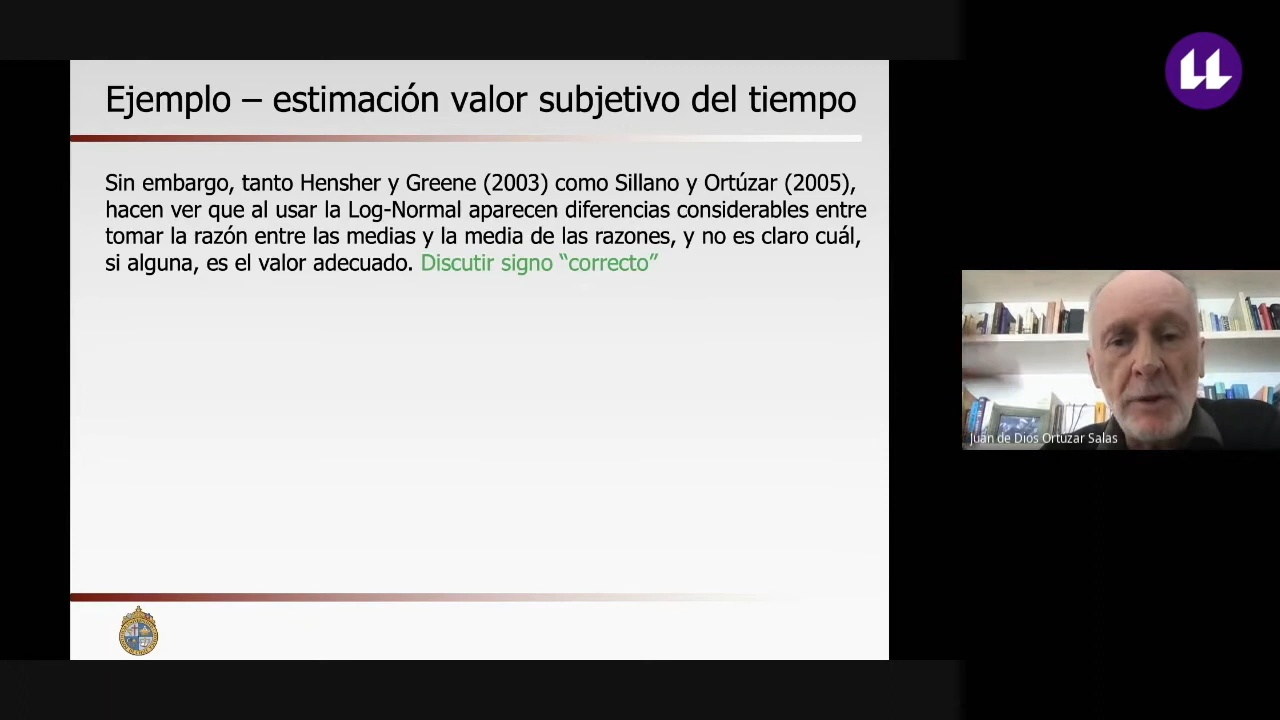 Ejemplo – estimación valor subjetivo del tiempo
Sin embargo, tanto Hensher y Greene (2003) como Sillano y Ortúzar (2005),
hacen ver que al usar la Log-Normal aparecen diferencias considerables entre
tomar la razón entre las medias y la media de las razones, y no es claro cuál,
si alguna, es el valor adecuado. Discutir signo “correcto”
Juan de Dios Ortuzar Salas